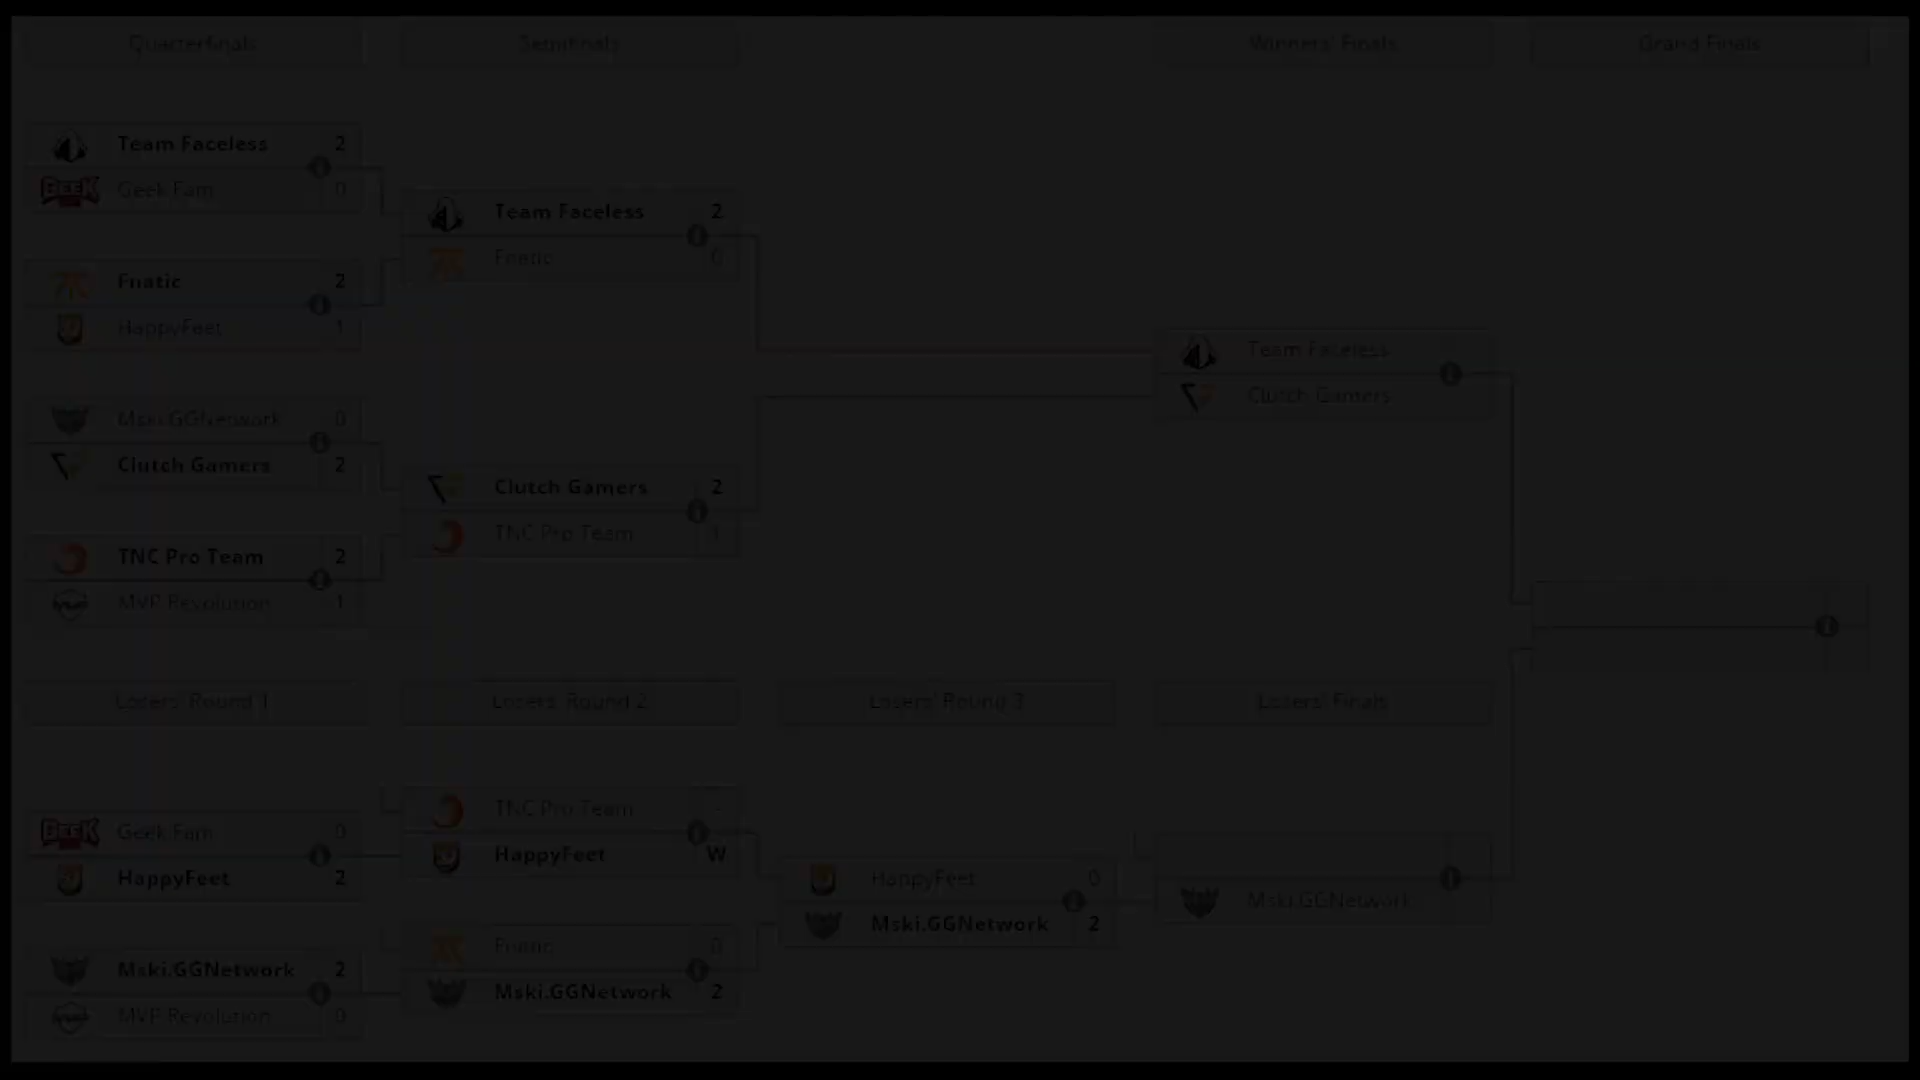 Quarterfinals
Semifinals
Winners' Finals
Grand Finals
Team Faceless 2
GEEK Geek Fam 0
Fnatic 2
HappyFeet 1
Mski.GGNetwork 0
Clutch Gamers 2
TNC Pro Team 2
MVP Revolution 1
Team Faceless 2
Fnatic 0
Clutch Gamers 2
TNC Pro Team 1
Team Faceless
Clutch Gamers
Losers' Round 1
Losers' Round 2
Losers' Round 3
Losers' Finals
GEEK Geek Fam 0
HappyFeet 2
Mski.GGNetwork 2
MVP Revolution 0
TNC Pro Team -
HappyFeet W
Fnatic 0
Mski.GGNetwork 2
HappyFeet 0
Mski.GGNetwork 2
Mski.GGNetwork